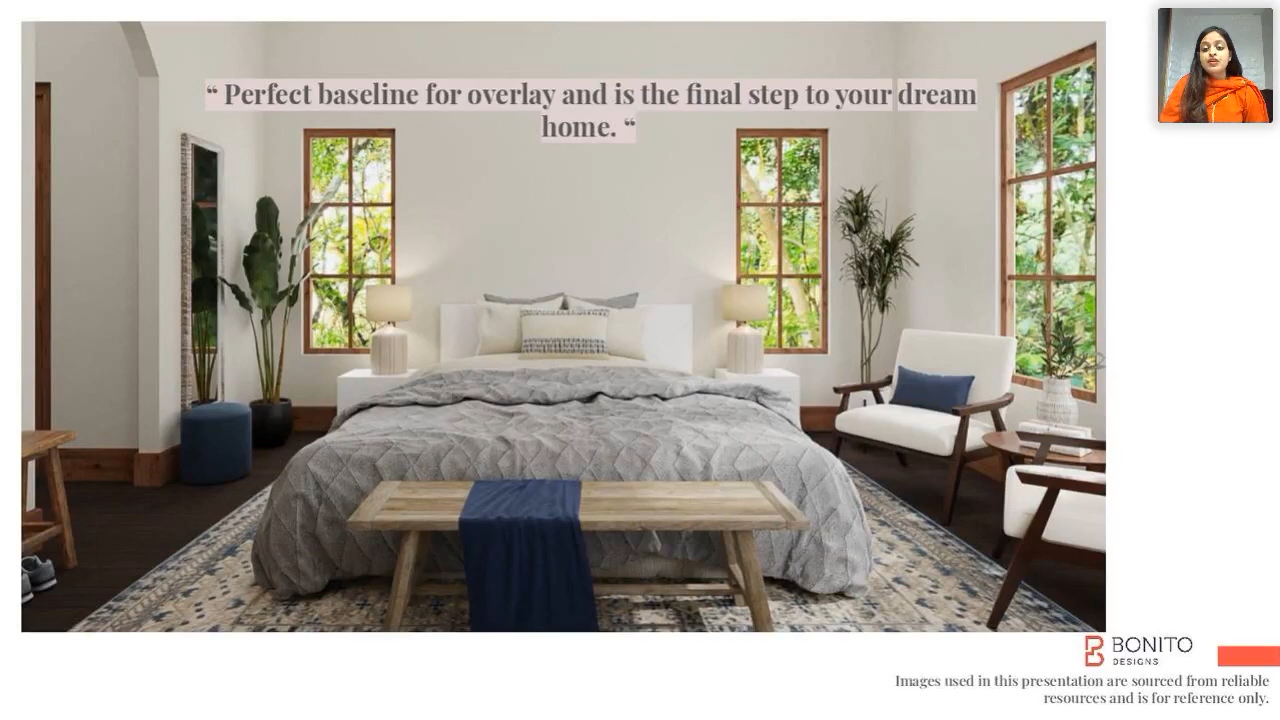 “ Perfect baseline for overlay and is the final step to your dream
home. “
BONITO
DESIGNS
Images used in this presentation are sourced from reliable
resources and is for reference only.